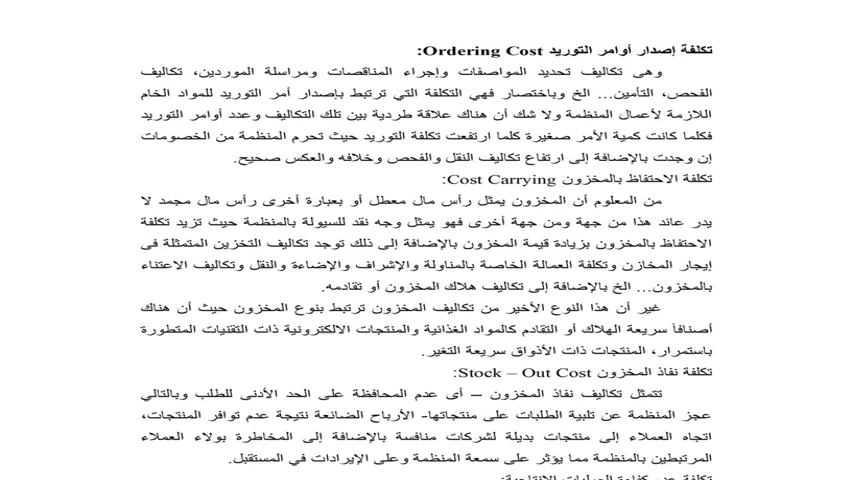 تكلفة إصدار أوامر التوريد Ordering Cost:
وهى تكاليف تحديد المواصفات وإجراء المناقصات ومراسلة الموردين، تكاليف
الفحص، التأمين... الخ وباختصار فهي التكلفة التي ترتبط بإصدار أمر التوريد للمواد الخام
اللازمة لأعمال المنظمة ولا شك أن هناك علاقة طردية بين تلك التكاليف وعدد أوامر التوريد
فكلما كانت كمية الأمر صغيرة كلما ارتفعت تكلفة التوريد حيث تحرم المنظمة من الخصومات
إن وجدت بالإضافة إلى ارتفاع تكاليف النقل والفحص وخلافه والعكس صحيح.
تكلفة الاحتفاظ بالمخزون Cost Carrying:
من المعلوم أن المخزون يمثل رأس مال معطل أو بعبارة أخرى رأس مال مجمد لا
يدر عائد هذا من جهة ومن جهة أخرى فهو يمثل وجه نقد للسيولة بالمنظمة حيث تزيد تكلفة
الاحتفاظ بالمخزون بزيادة قيمة المخزون بالإضافة إلى ذلك توجد تكاليف التخزين المتمثلة فى
إيجار المخازن وتكلفة العمالة الخاصة بالمناولة والإشراف والإضاءة والنقل وتكاليف الاعتناء
بالمخزون... الخ بالإضافة إلى تكاليف هلاك المخزون أو تقادمه.
غير أن هذا النوع الأخير من تكاليف المخزون ترتبط بنوع المخزون حيث أن هناك
أصنافاً سريعة الهلاك أو التقادم كالمواد الغذائية والمنتجات الالكترونية ذات التقنيات المتطورة
باستمرار، المنتجات ذات الأذواق سريعة التغير.
تكلفة نفاذ المخزون Stock – Out Cost:
تتمثل تكاليف نفاذ المخزون – أى عدم المحافظة على الحد الأدنى للطلب وبالتالي
عجز المنظمة عن تلبية الطلبات على منتجاتها- الأرباح الضائعة نتيجة عدم توافر المنتجات،
اتجاه العملاء إلى منتجات بديلة لشركات منافسة بالإضافة إلى المخاطرة بولاء العملاء
المرتبطين بالمنظمة مما يؤثر على سمعة المنظمة وعلى الإيرادات في المستقبل.
تكلفة عدم كفاءة العمليات الإنتاجية: